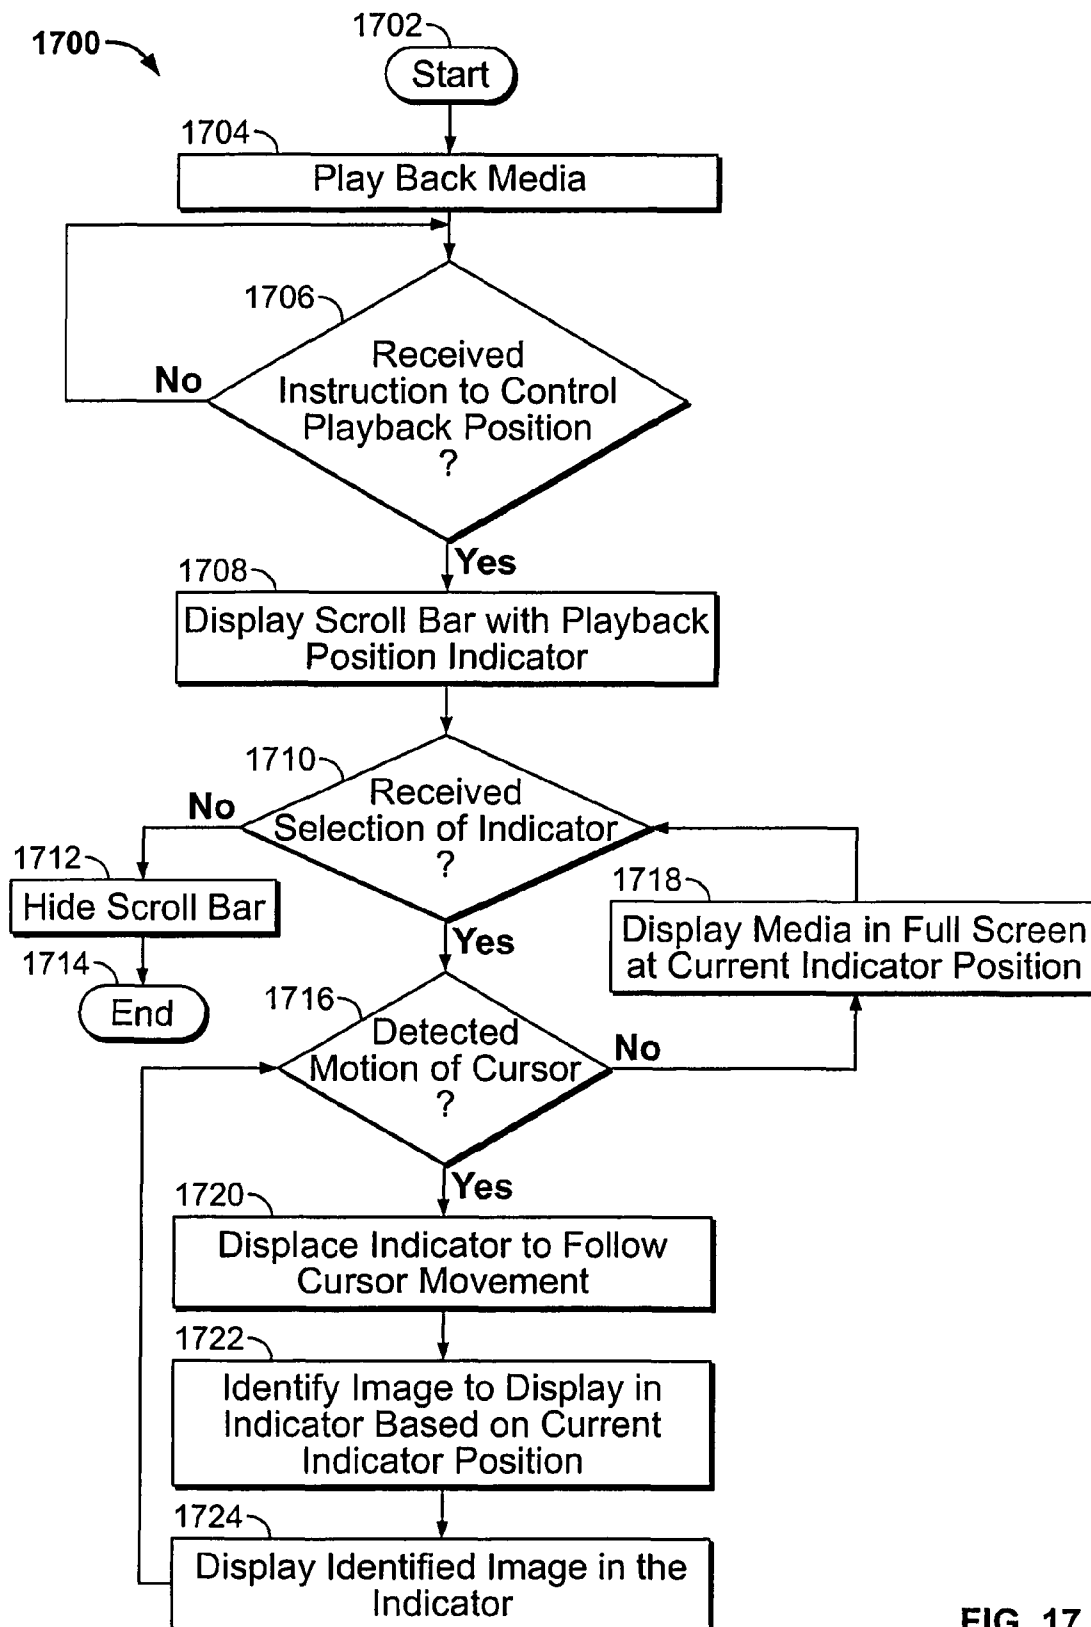 1700
1702
Start
1704
Play Back Media
1706
Received
Instruction to Control
Playback Position
?
No
Yes
1708
Display Scroll Bar with Playback
Position Indicator
1710
Received
Selection of Indicator
?
No
1712
Hide Scroll Bar
1714
End
Yes
1718
Display Media in Full Screen
at Current Indicator Position
1716
Detected
Motion of Cursor
?
No
Yes
1720
Displace Indicator to Follow
Cursor Movement
1722
Identify Image to Display in
Indicator Based on Current
Indicator Position
1724
Display Identified Image in the
Indicator
FIG. 17